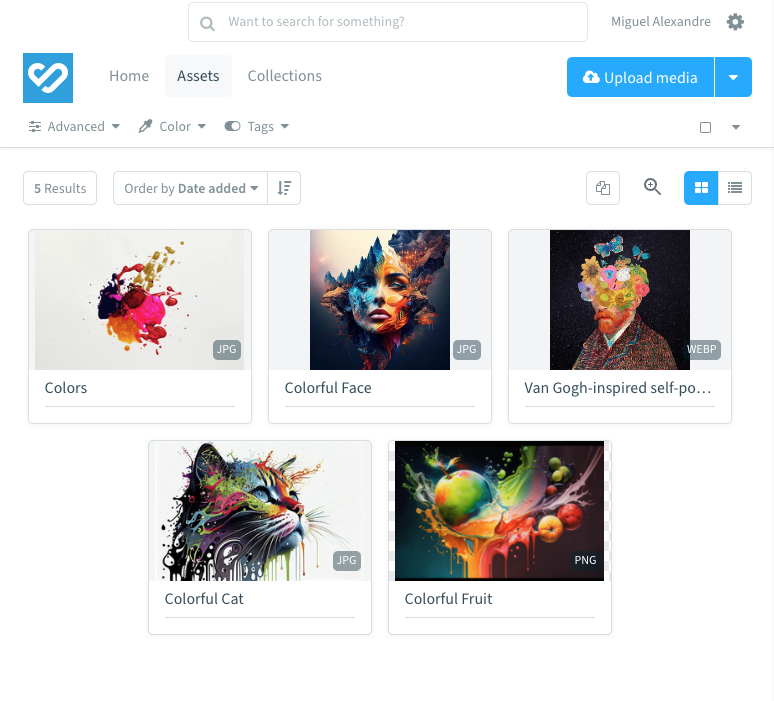 Want to search for something?
Miguel Alexandre
Home
Assets
Collections
Upload media
Advanced
Color
Tags
5 Results
Order by Date added
JPG
JPG
WEBP
Colors
Colorful Face
Van Gogh-inspired self-po…
JPG
PNG
Colorful Cat
Colorful Fruit